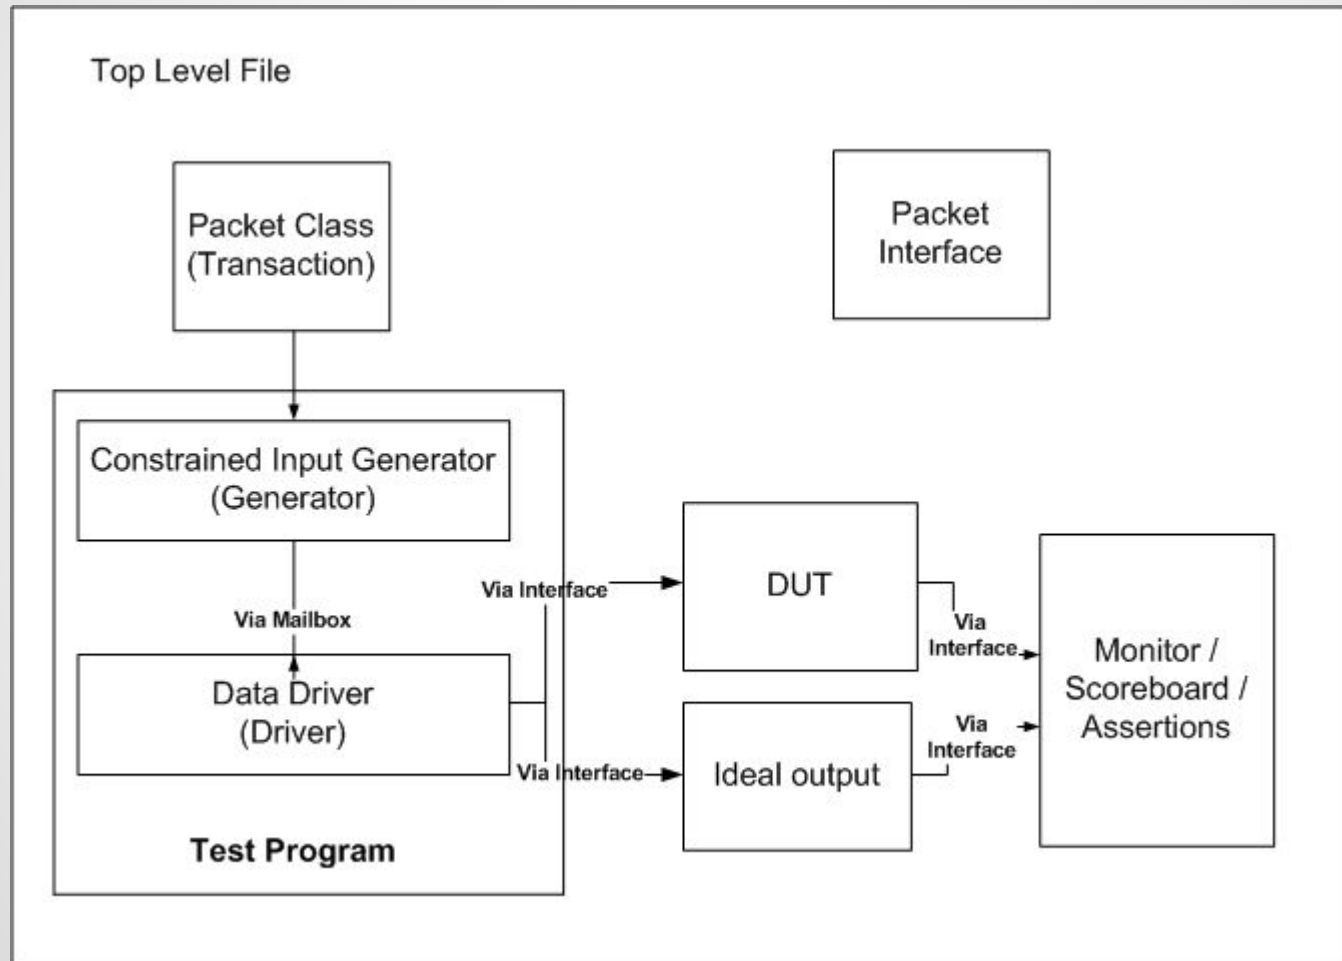 Top Level File
Packet Class
(Transaction)
Packet
Interface
Constrained Input Generator
(Generator)
Via Mailbox
Data Driver
(Driver)
Test Program
Via Interface
Via Interface
DUT
Ideal output
Via
Interface
Via
Interface
Monitor /
Scoreboard /
Assertions